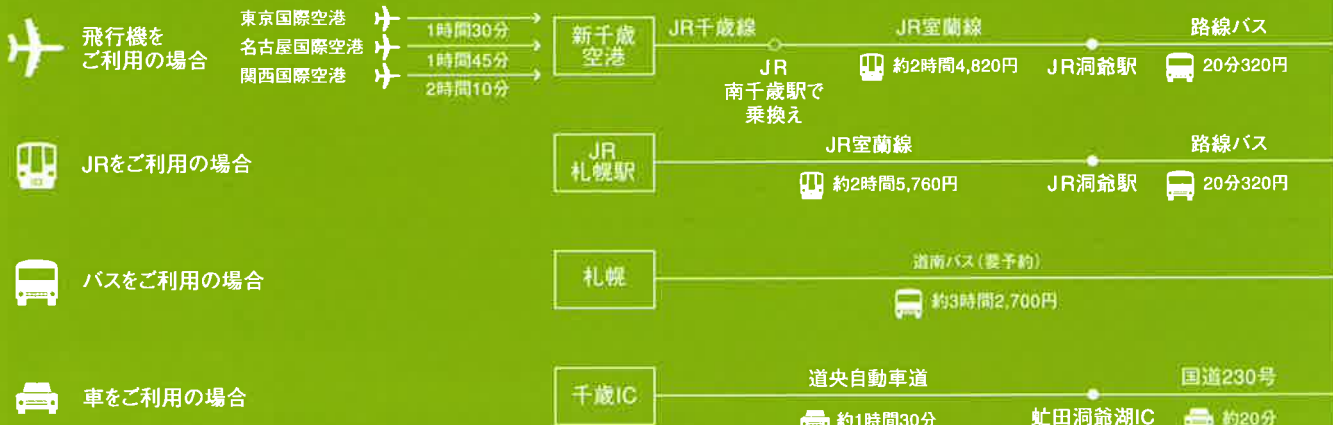 飛行機を
ご利用の場合
東京国際空港
1時間30分
名古屋国際空港
1時間45分
関西国際空港
2時間10分
新千歳
空港
JR千歳線
JR
南千歳駅で
乗換え
JR室蘭線
約2時間4,820円
JR洞爺駅
路線バス
20分320円
JRをご利用の場合
JR
札幌駅
JR室蘭線
約2時間5,760円
JR洞爺駅
路線バス
20分320円
バスをご利用の場合
札幌
道南バス(要予約)
約3時間2,700円
車をご利用の場合
千歳IC
道央自動車道
約1時間30分
虻田洞爺湖IC
国道230号
約20分